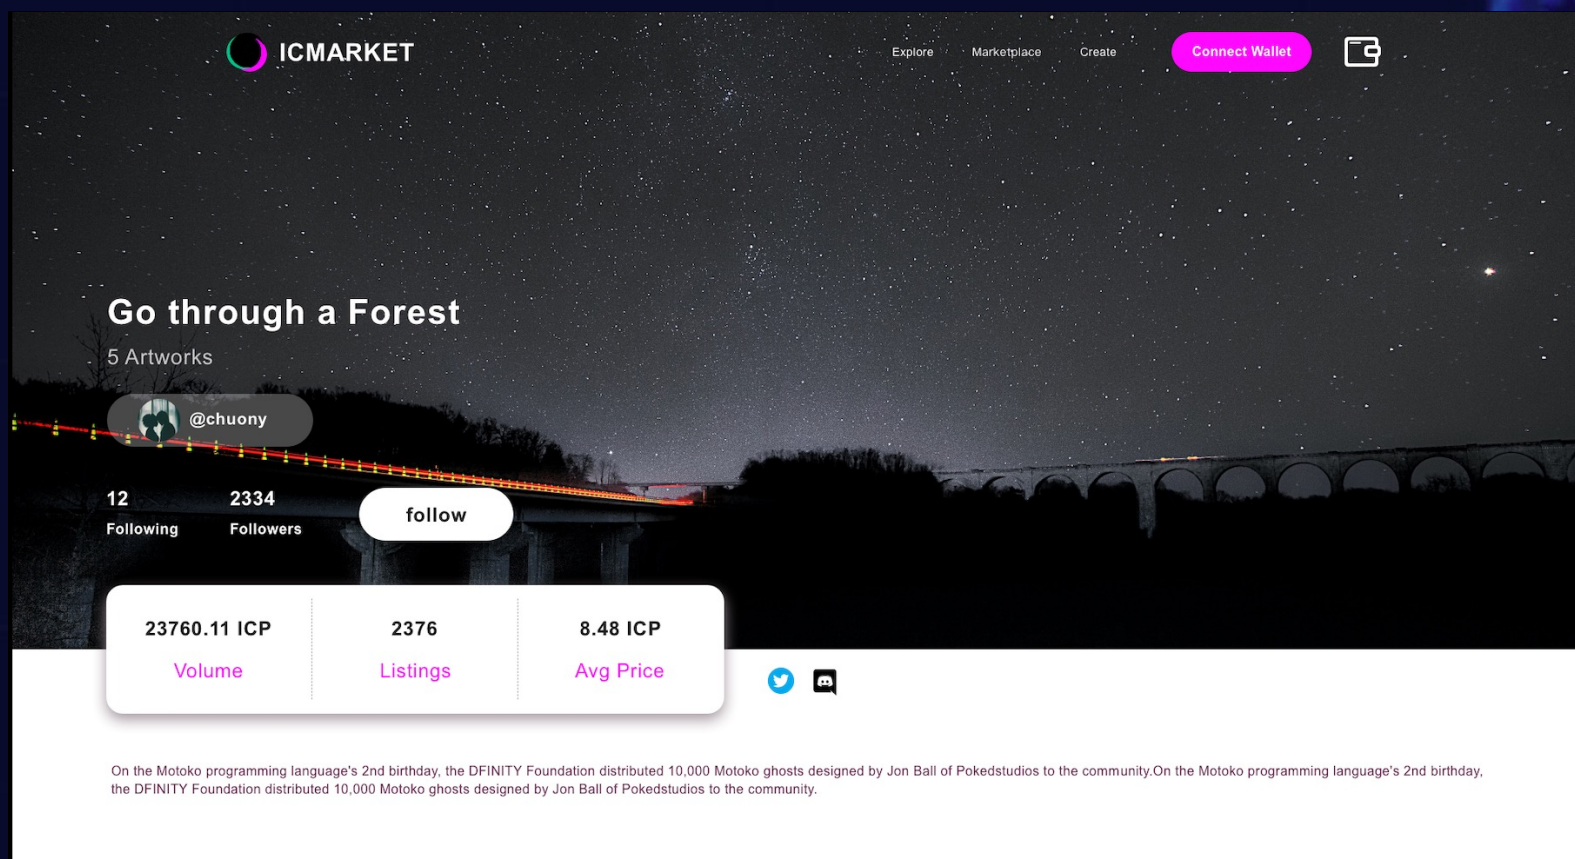 ICMARKET
Explore
Marketplace
Create
Connect Wallet
Go through a Forest
5 Artworks
@chuony
12
2334
Following
Followers
follow
23760.11 ICP
2376
8.48 ICP
Volume
Listings
Avg Price
On the Motoko programming language's 2nd birthday, the DFINITY Foundation distributed 10,000 Motoko ghosts designed by Jon Ball of Pokedstudios to the community.On the Motoko programming language's 2nd birthday,
the DFINITY Foundation distributed 10,000 Motoko ghosts designed by Jon Ball of Pokedstudios to the community.